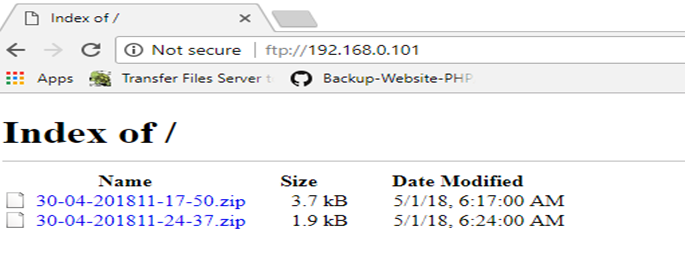 Index of /
Not secure | ftp://192.168.0.101
Apps Transfer Files Server t Backup-Website-PHP
Index of /
Name Size Date Modified
30-04-201811-17-50.zip 3.7 kB 5/1/18, 6:17:00 AM
30-04-201811-24-37.zip 1.9 kB 5/1/18, 6:24:00 AM